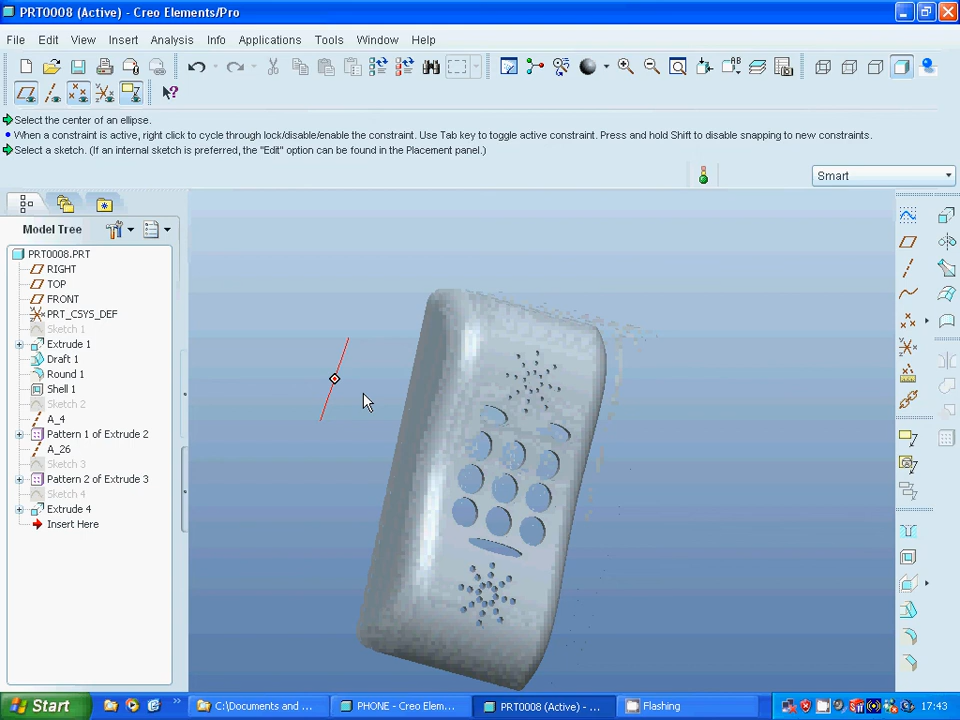 PRT0008 (Active) - Creo Elements/Pro
File Edit View Insert Analysis Info Applications Tools Window Help
Select the center of an ellipse.
When a constraint is active, right click to cycle through lock/disable/enable the constraint. Use Tab key to toggle active constraint. Press and hold Shift to disable snapping to new constraints.
Select a sketch. (If an internal sketch is preferred, the "Edit" option can be found in the Placement panel.)
Smart
Model Tree
PRT0008.PRT
RIGHT
TOP
FRONT
PRT_CSYS_DEF
Sketch 1
Extrude 1
Draft 1
Round 1
Shell 1
Sketch 2
A_4
Pattern 1 of Extrude 2
A_26
Sketch 3
Pattern 2 of Extrude 3
Sketch 4
Extrude 4
Insert Here
Start C:\Documents and ... PHONE - Creo Elem... PRT0008 (Active) - ... Flashing 17:43